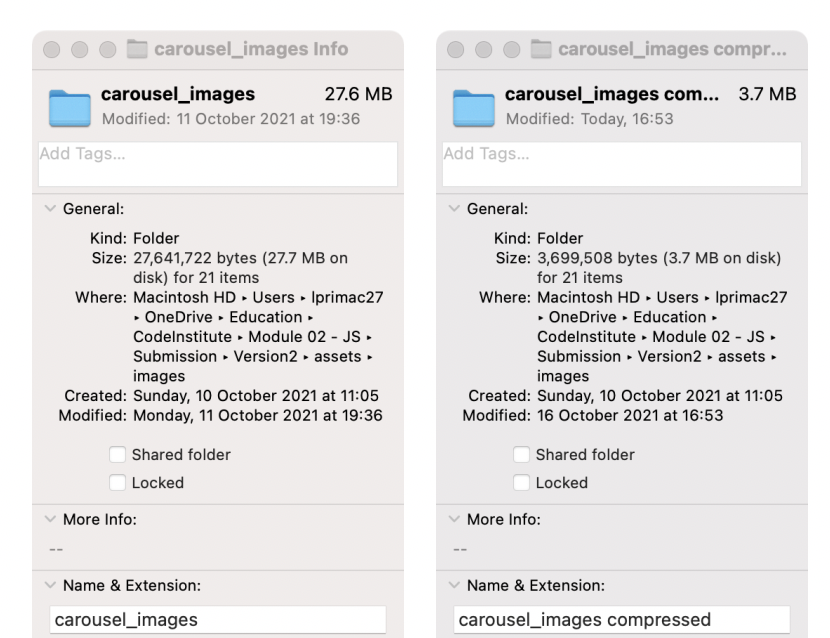 carousel_images Info
carousel_images 27.6 MB
Modified: 11 October 2021 at 19:36
Add Tags...
General:
Kind: Folder
Size: 27,641,722 bytes (27.7 MB on
disk) for 21 items
Where: Macintosh HD ▸ Users ▸ lprimac27
▸ OneDrive ▸ Education ▸
CodeInstitute ▸ Module 02 - JS ▸
Submission ▸ Version2 ▸ assets ▸
images
Created: Sunday, 10 October 2021 at 11:05
Modified: Monday, 11 October 2021 at 19:36
Shared folder
Locked
More Info:
--
Name & Extension:
carousel_images
carousel_images compr...
carousel_images com... 3.7 MB
Modified: Today, 16:53
Add Tags...
General:
Kind: Folder
Size: 3,699,508 bytes (3.7 MB on disk)
for 21 items
Where: Macintosh HD ▸ Users ▸ lprimac27
▸ OneDrive ▸ Education ▸
CodeInstitute ▸ Module 02 - JS ▸
Submission ▸ Version2 ▸ assets ▸
images
Created: Sunday, 10 October 2021 at 11:05
Modified: 16 October 2021 at 16:53
Shared folder
Locked
More Info:
--
Name & Extension:
carousel_images compressed